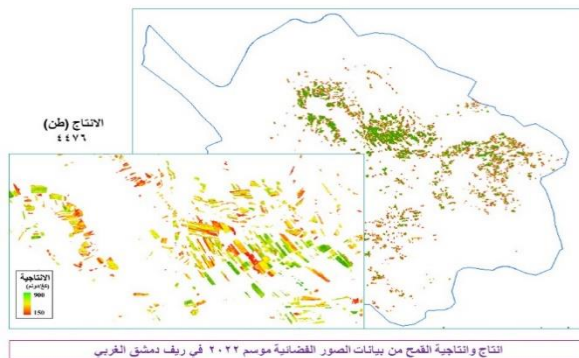 الانتاج (طن)
٤٤٧٦
الانتاجية
(كغ/دونم)
900
150
انتاج وانتاجية القمح من بيانات الصور الفضائية موسم ٢٠٢٢ في ريف دمشق الغربي